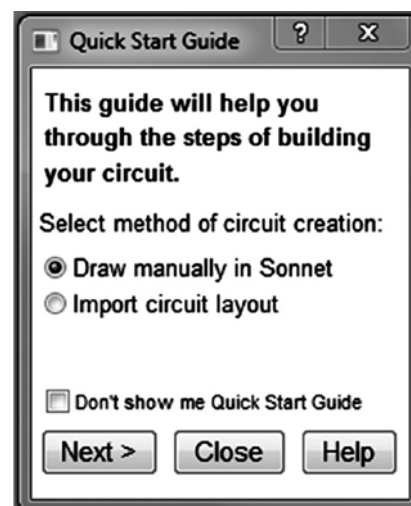 Quick Start Guide
This guide will help you
through the steps of building
your circuit.
Select method of circuit creation:
Draw manually in Sonnet
Import circuit layout
Don't show me Quick Start Guide
Next > Close Help